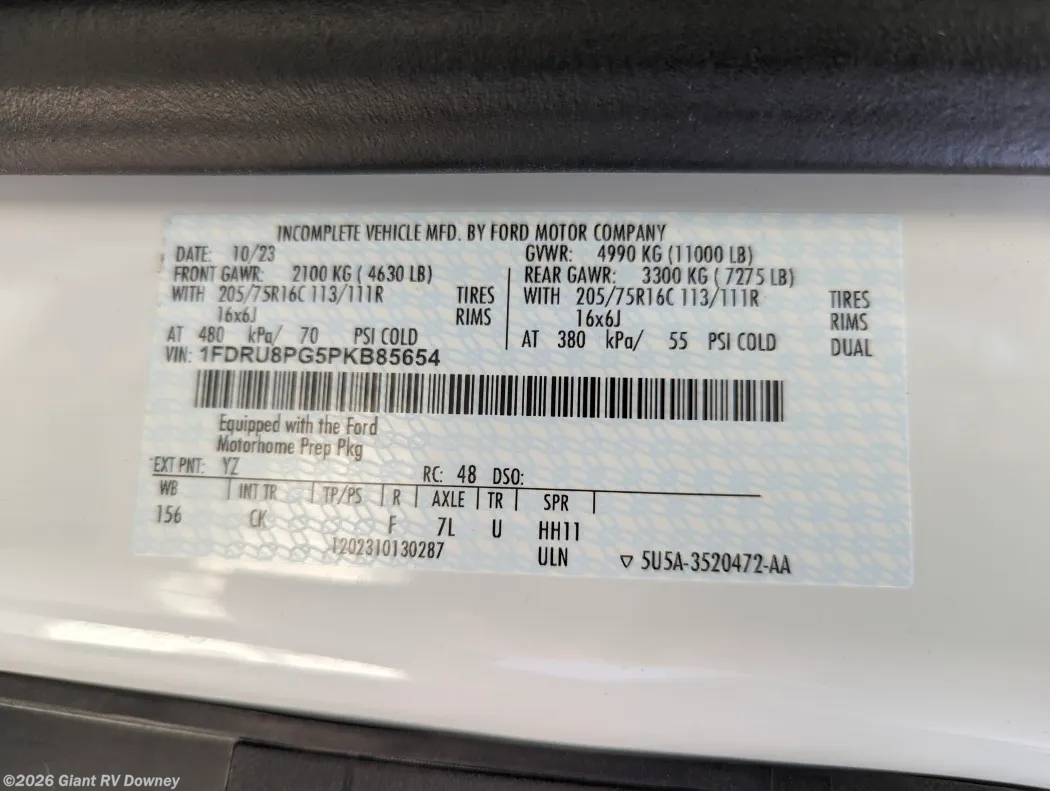 INCOMPLETE VEHICLE MFD. BY FORD MOTOR COMPANY
DATE: 10/23 GVWR: 4990 KG (11000 LB)
FRONT GAWR: 2100 KG ( 4630 LB) REAR GAWR: 3300 KG ( 7275 LB)
WITH 205/75R16C 113/111R TIRES WITH 205/75R16C 113/111R TIRES
16x6J RIMS 16x6J RIMS
AT 480 kPa/ 70 PSI COLD AT 380 kPa/ 55 PSI COLD DUAL
VIN: 1FDRU8PG5PKB85654
Equipped with the Ford
Motorhome Prep Pkg
EXT PNT: YZ RC: 48 DSO:
WB INT TR TP/PS R AXLE TR SPR
156 CK F 7L U HH11
1202310130287 ULN ▽ 5U5A-3520472-AA
©2026 Giant RV Downey